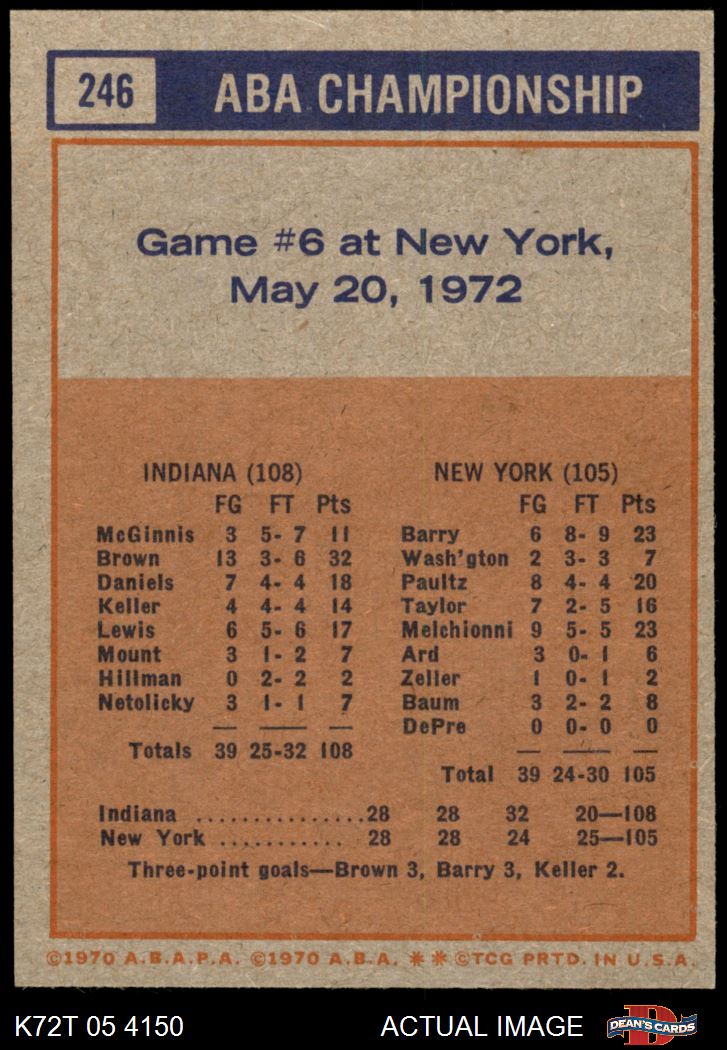 246 ABA CHAMPIONSHIP
Game #6 at New York,
May 20, 1972
INDIANA (108)
FG FT Pts
McGinnis 3 5- 7 11
Brown 13 3- 6 32
Daniels 7 4- 4 18
Keller 4 4- 4 14
Lewis 6 5- 6 17
Mount 3 1- 2 7
Hillman 0 2- 2 2
Netolicky 3 1- 1 7
Totals 39 25-32 108
NEW YORK (105)
FG FT Pts
Barry 6 8- 9 23
Wash'gton 2 3- 3 7
Paultz 8 4- 4 20
Taylor 7 2- 5 16
Melchionni 9 5- 5 23
Ard 3 0- 1 6
Zeller 1 0- 1 2
Baum 3 2- 2 8
DePre 0 0- 0 0
Total 39 24-30 105
Indiana ...............28 28 32 20—108
New York ........... 28 28 24 25—105
Three-point goals—Brown 3, Barry 3, Keller 2.
©1970 A.B.A.P.A. ©1970 A.B.A. ** ©TCG PRTD. IN U.S.A.
K72T 05 4150 ACTUAL IMAGE DEAN'S CARDS